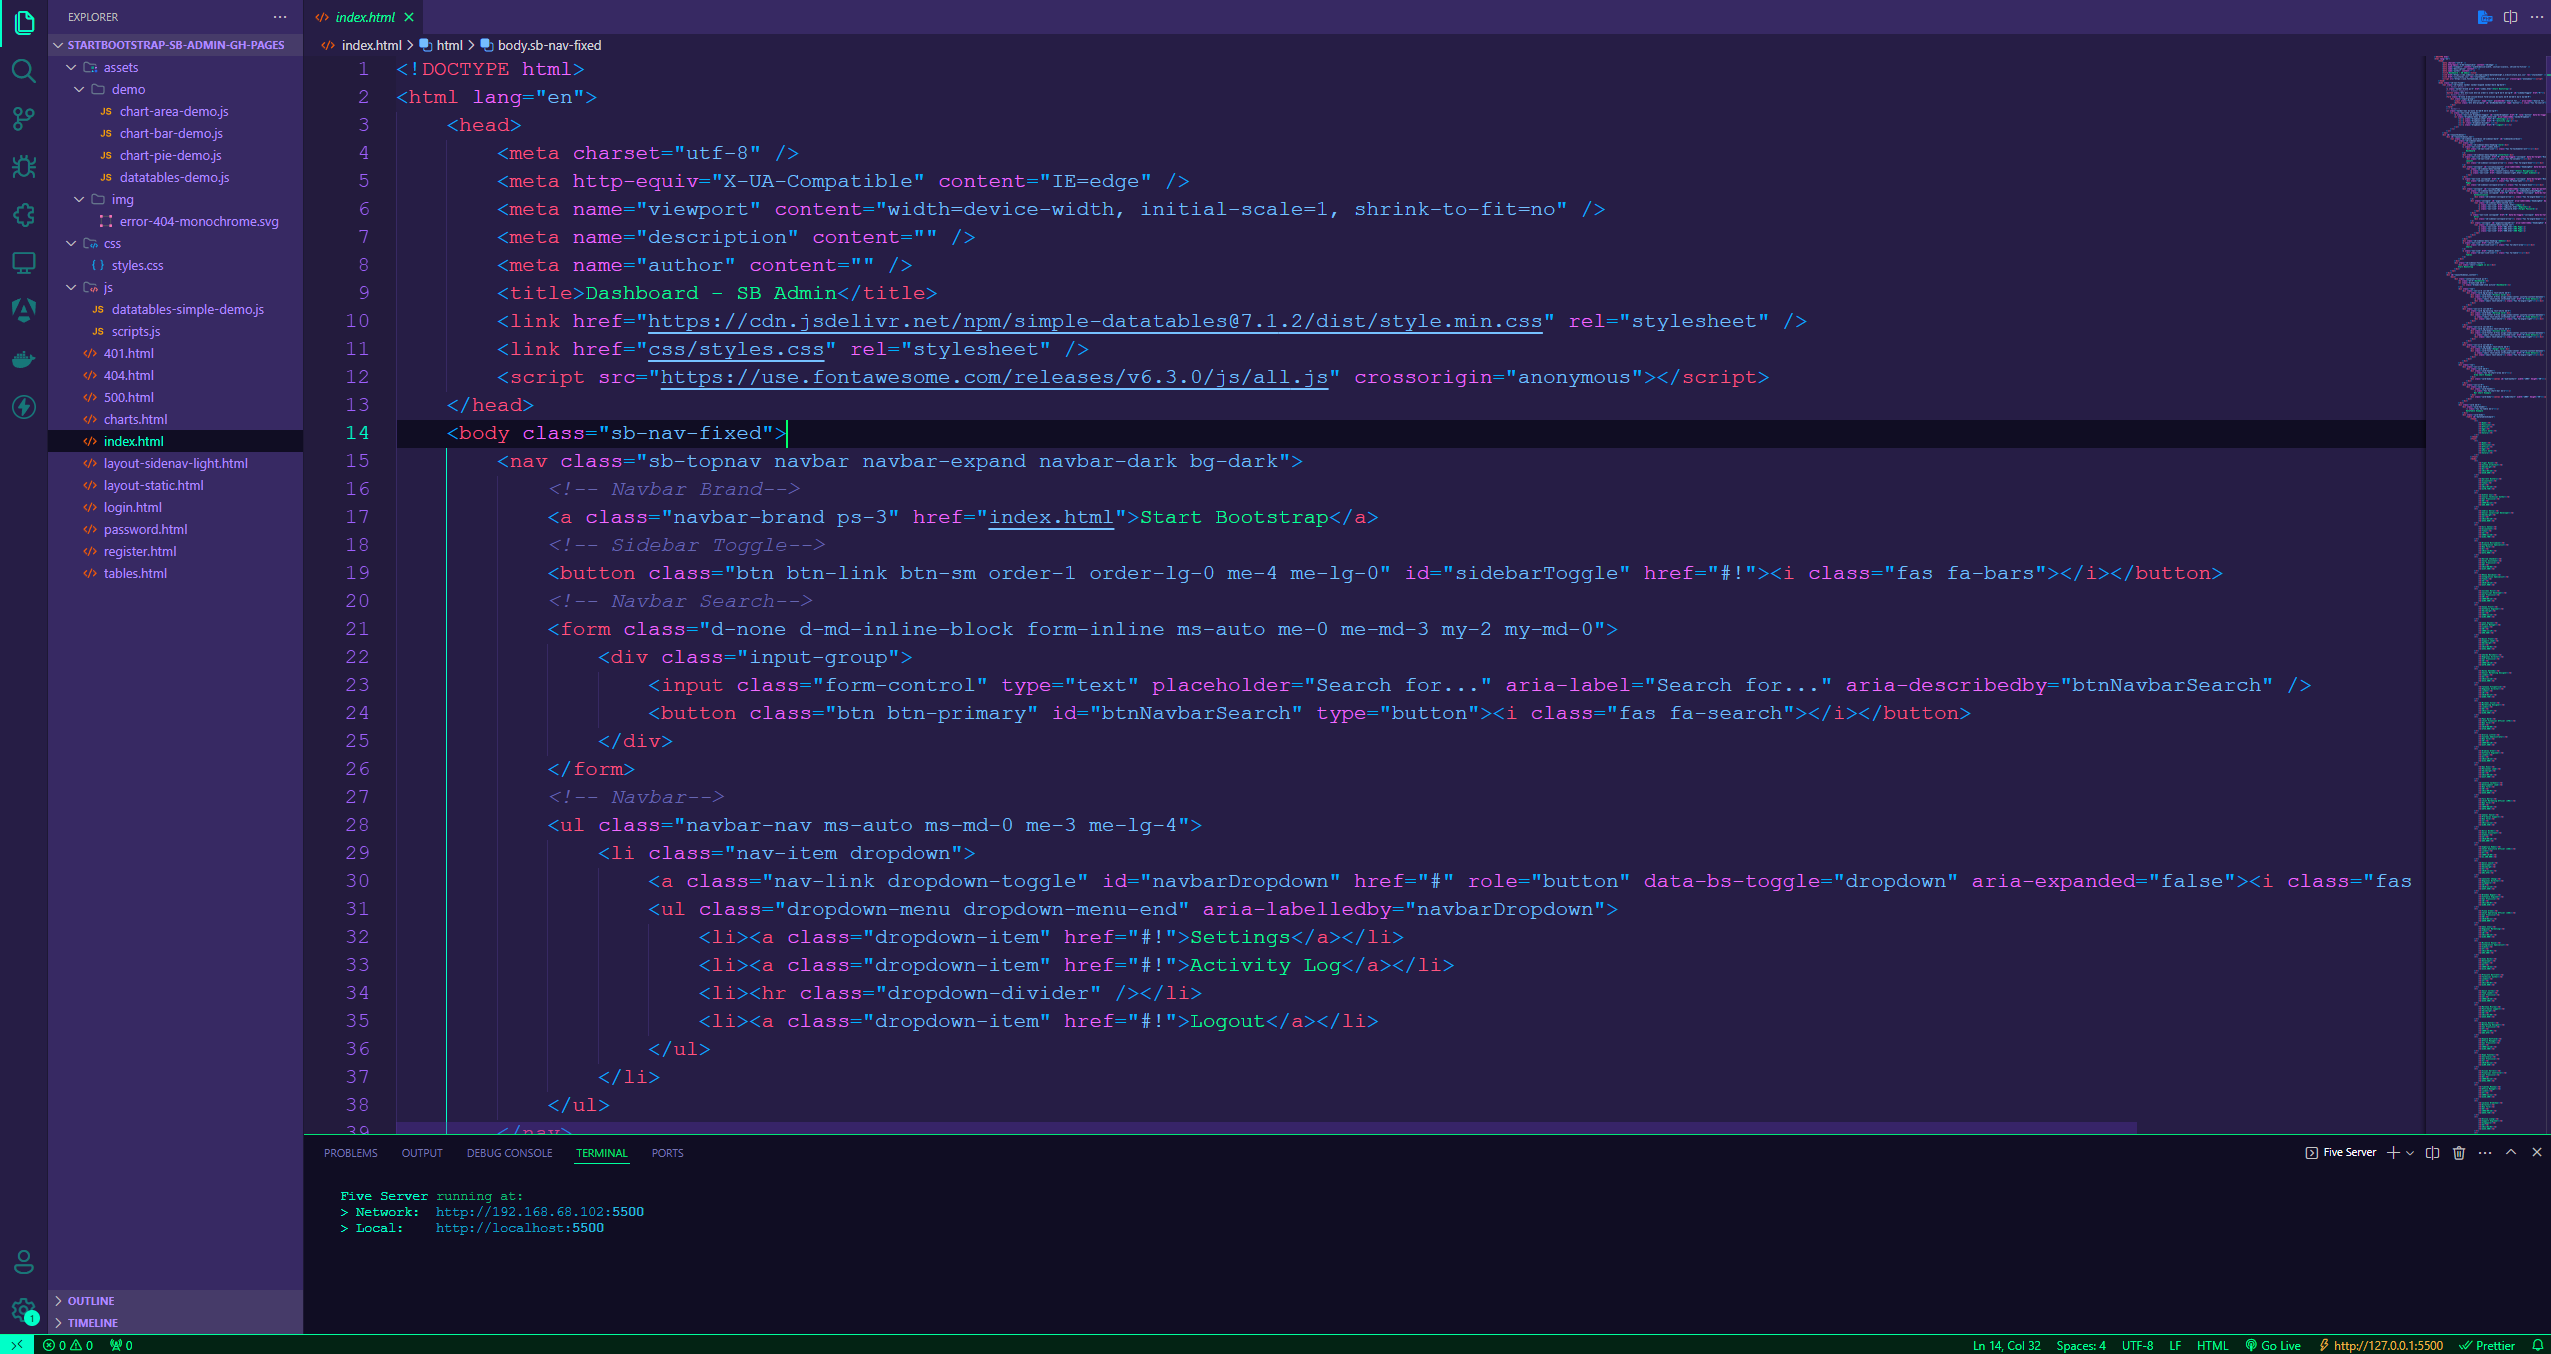 EXPLORER
STARTBOOTSTRAP-SB-ADMIN-GH-PAGES
assets
demo
JS chart-area-demo.js
JS chart-bar-demo.js
JS chart-pie-demo.js
JS datatables-demo.js
img
error-404-monochrome.svg
css
{ } styles.css
js
JS datatables-simple-demo.js
JS scripts.js
</> 401.html
</> 404.html
</> 500.html
</> charts.html
</> index.html
</> layout-sidenav-light.html
</> layout-static.html
</> login.html
</> password.html
</> register.html
</> tables.html
OUTLINE
TIMELINE
</> index.html
</> index.html > html > body.sb-nav-fixed
1 <!DOCTYPE html>
2 <html lang="en">
3 <head>
4 <meta charset="utf-8" />
5 <meta http-equiv="X-UA-Compatible" content="IE=edge" />
6 <meta name="viewport" content="width=device-width, initial-scale=1, shrink-to-fit=no" />
7 <meta name="description" content="" />
8 <meta name="author" content="" />
9 <title>Dashboard - SB Admin</title>
10 <link href="https://cdn.jsdelivr.net/npm/simple-datatables@7.1.2/dist/style.min.css" rel="stylesheet" />
11 <link href="css/styles.css" rel="stylesheet" />
12 <script src="https://use.fontawesome.com/releases/v6.3.0/js/all.js" crossorigin="anonymous"></script>
13 </head>
14 <body class="sb-nav-fixed">
15 <nav class="sb-topnav navbar navbar-expand navbar-dark bg-dark">
16 <!-- Navbar Brand-->
17 <a class="navbar-brand ps-3" href="index.html">Start Bootstrap</a>
18 <!-- Sidebar Toggle-->
19 <button class="btn btn-link btn-sm order-1 order-lg-0 me-4 me-lg-0" id="sidebarToggle" href="#!"><i class="fas fa-bars"></i></button>
20 <!-- Navbar Search-->
21 <form class="d-none d-md-inline-block form-inline ms-auto me-0 me-md-3 my-2 my-md-0">
22 <div class="input-group">
23 <input class="form-control" type="text" placeholder="Search for..." aria-label="Search for..." aria-describedby="btnNavbarSearch" />
24 <button class="btn btn-primary" id="btnNavbarSearch" type="button"><i class="fas fa-search"></i></button>
25 </div>
26 </form>
27 <!-- Navbar-->
28 <ul class="navbar-nav ms-auto ms-md-0 me-3 me-lg-4">
29 <li class="nav-item dropdown">
30 <a class="nav-link dropdown-toggle" id="navbarDropdown" href="#" role="button" data-bs-toggle="dropdown" aria-expanded="false"><i class="fas
31 <ul class="dropdown-menu dropdown-menu-end" aria-labelledby="navbarDropdown">
32 <li><a class="dropdown-item" href="#!">Settings</a></li>
33 <li><a class="dropdown-item" href="#!">Activity Log</a></li>
34 <li><hr class="dropdown-divider" /></li>
35 <li><a class="dropdown-item" href="#!">Logout</a></li>
36 </ul>
37 </li>
38 </ul>
39 </nav>
PROBLEMS OUTPUT DEBUG CONSOLE TERMINAL PORTS
Five Server
Five Server running at:
> Network: http://192.168.68.102:5500
> Local: http://localhost:5500
1
0 0 0
Ln 14, Col 32 Spaces: 4 UTF-8 LF HTML Go Live http://127.0.0.1:5500 Prettier